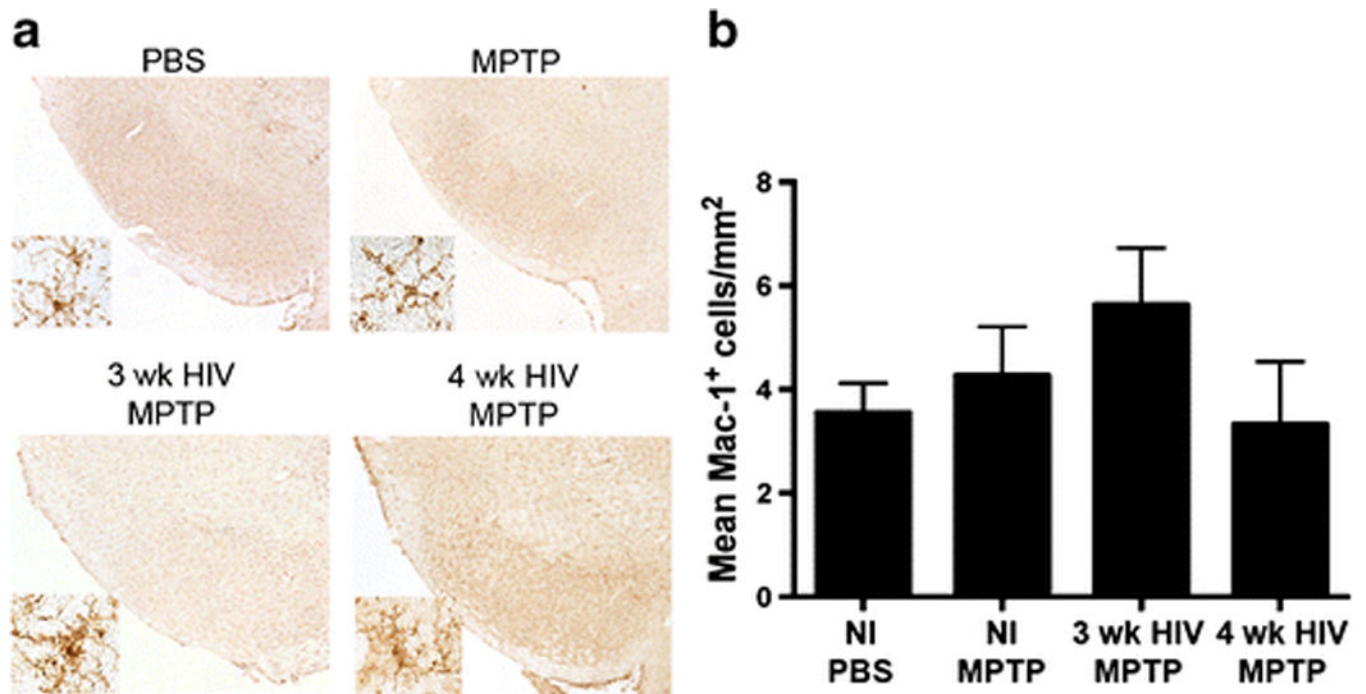 a
PBS
MPTP
3 wk HIV
MPTP
4 wk HIV
MPTP
b
Mean Mac-1⁺ cells/mm²
8
6
4
2
0
NI
PBS
NI
MPTP
3 wk HIV
MPTP
4 wk HIV
MPTP